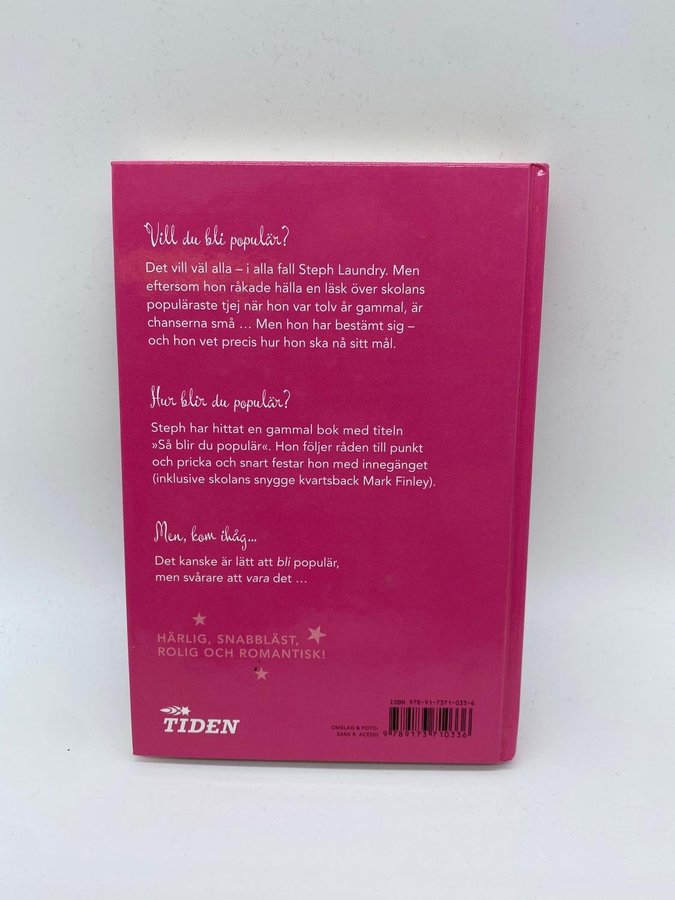 Vill du bli populär?
Det vill väl alla – i alla fall Steph Laundry. Men
eftersom hon råkade hälla en läsk över skolans
populäraste tjej när hon var tolv år gammal, är
chanserna små ... Men hon har bestämt sig –
och hon vet precis hur hon ska nå sitt mål.
Hur blir du populär?
Steph har hittat en gammal bok med titeln
»Så blir du populär«. Hon följer råden till punkt
och pricka och snart festar hon med innegänget
(inklusive skolans snygge kvartsback Mark Finley).
Men, kom ihåg...
Det kanske är lätt att bli populär,
men svårare att vara det ...
HÄRLIG, SNABBLÄST,
ROLIG OCH ROMANTISK!
TIDEN
OMSLAG & FOTO:
SARA R. ACEDO
ISBN 978-91-7371-033-6
9 789173 710336